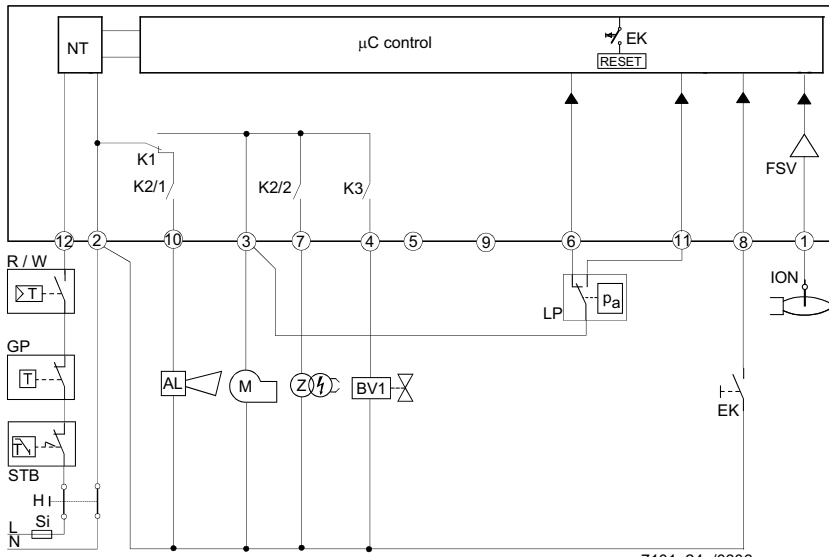 NT
μC control
EK
RESET
FSV
K1
K2/1
K2/2
K3
12
2
10
3
7
4
5
9
6
11
8
1
R / W
T
LP
pa
ION
GP
T
AL
M
Z
BV1
EK
T
STB
H
L
Si
N